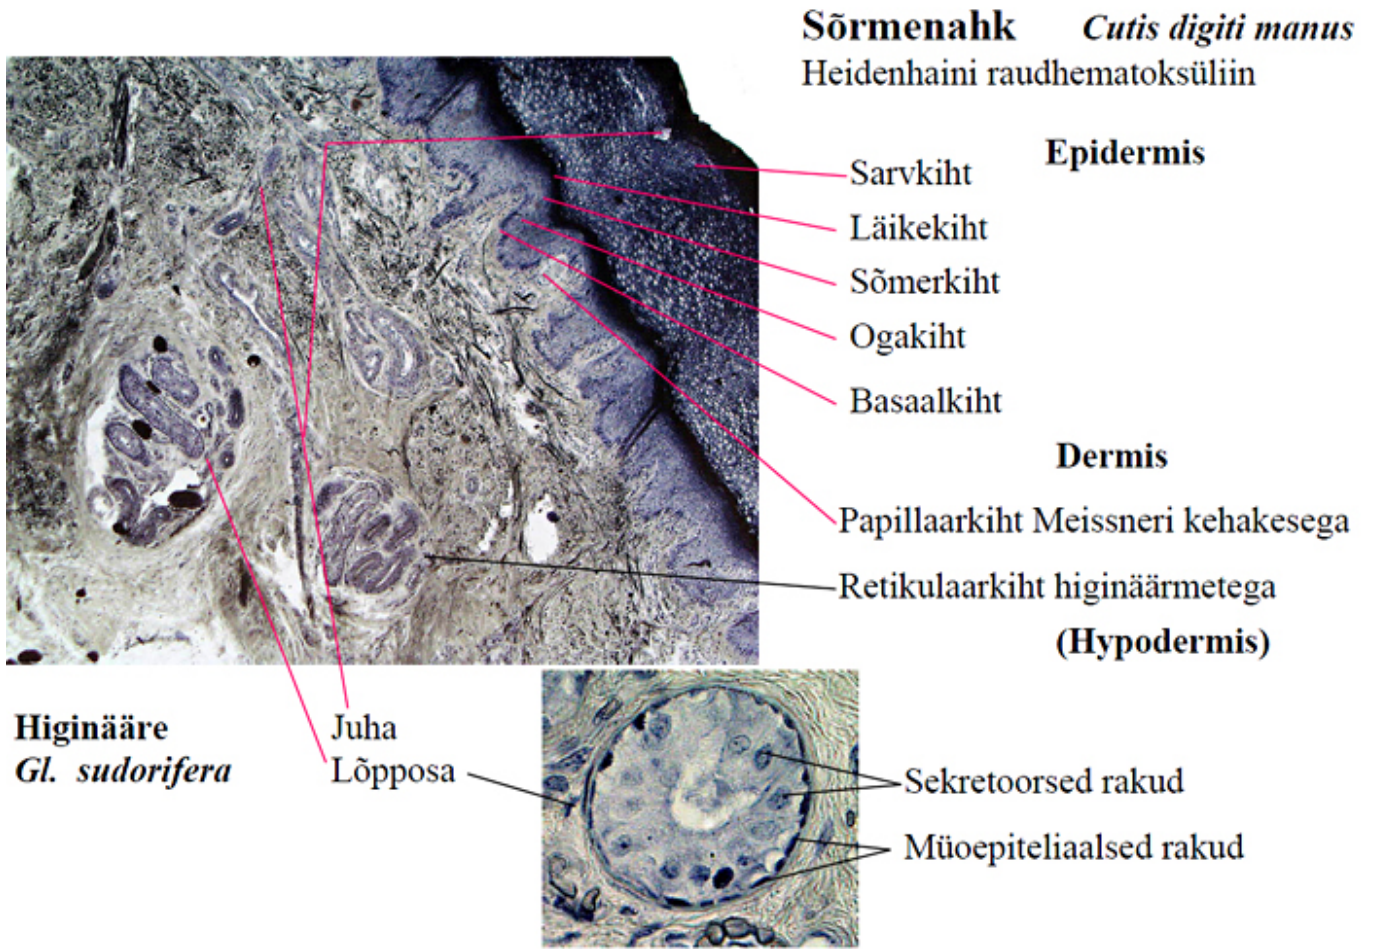 Sõrmenahk Cutis digiti manus
Heidenhaini raudhematoksüliin
Epidermis
Sarvkiht
Läikekiht
Sõmerkiht
Ogakiht
Basaalkiht
Dermis
Papillaarkiht Meissneri kehakesega
Retikulaarkiht higinäärmetega
(Hypodermis)
Higinääre
Gl. sudorifera
Juha
Lõpposa
Sekretoorsed rakud
Müoepiteliaalsed rakud